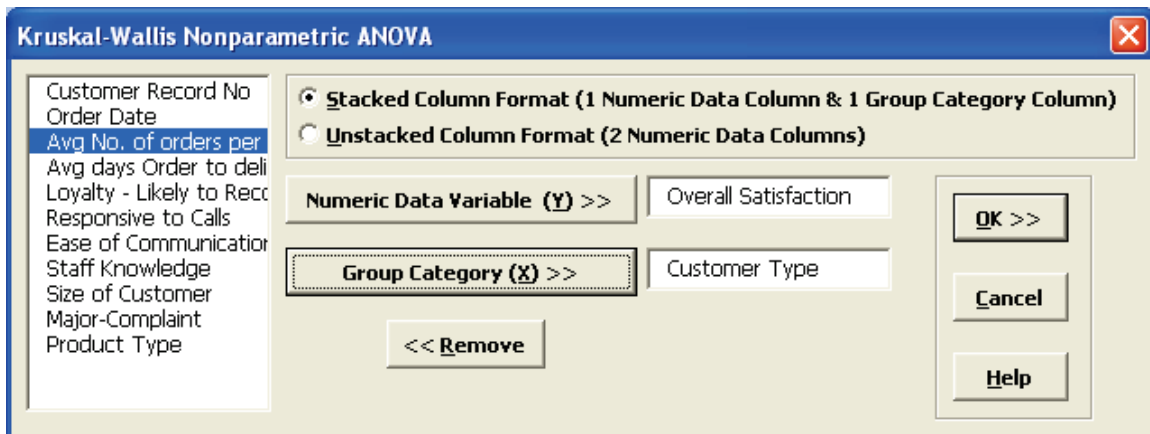 Kruskal-Wallis Nonparametric ANOVA
Customer Record No
Order Date
Avg No. of orders per
Avg days Order to deli
Loyalty - Likely to Reco
Responsive to Calls
Ease of Communication
Staff Knowledge
Size of Customer
Major-Complaint
Product Type
Stacked Column Format (1 Numeric Data Column & 1 Group Category Column)
Unstacked Column Format (2 Numeric Data Columns)
Numeric Data Variable (Y) >>
Overall Satisfaction
Group Category (X) >>
Customer Type
<< Remove
OK >>
Cancel
Help